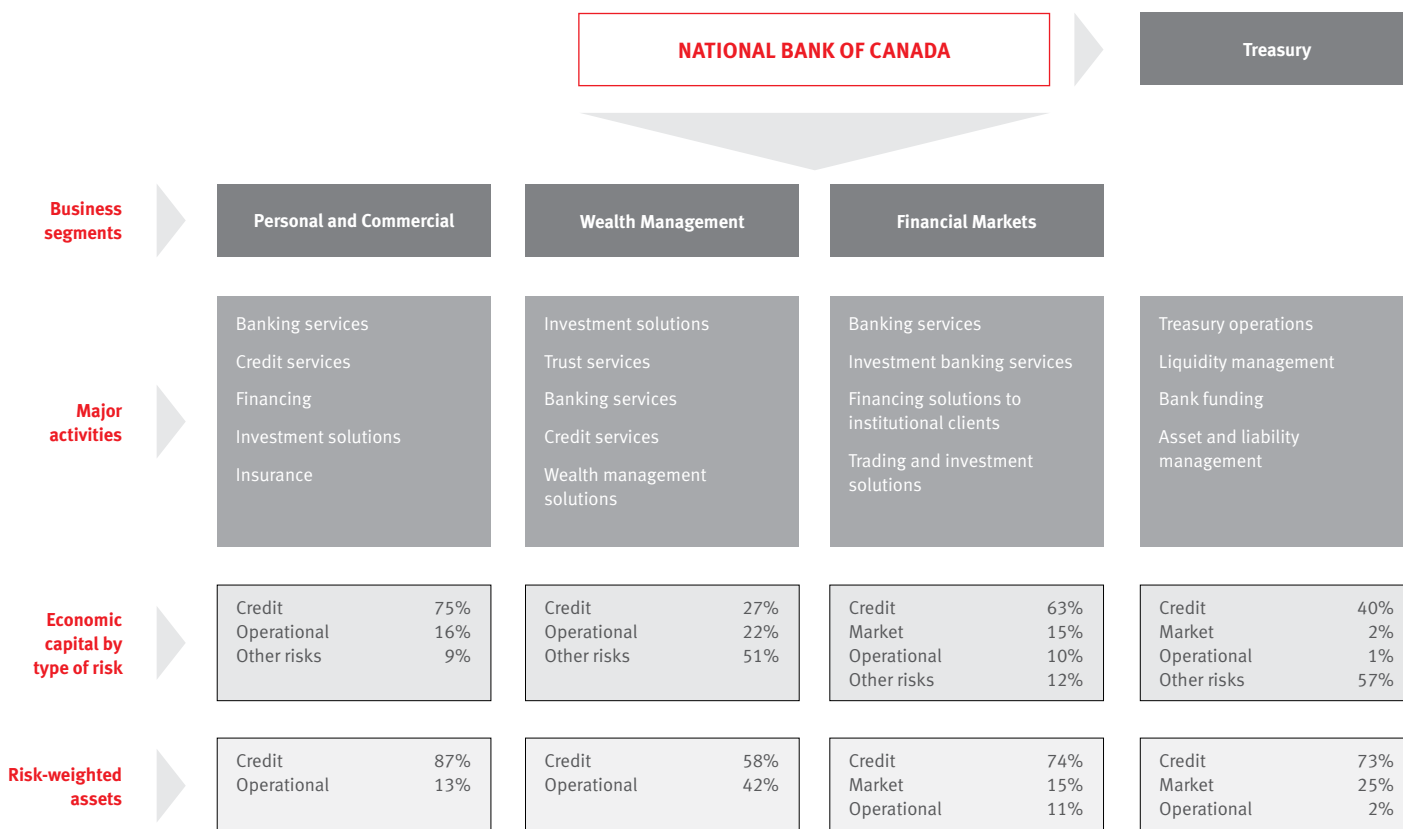 NATIONAL BANK OF CANADA
Treasury
Business
segments
Personal and Commercial
Wealth Management
Financial Markets
Major
activities
Banking services
Credit services
Financing
Investment solutions
Insurance
Investment solutions
Trust services
Banking services
Credit services
Wealth management
solutions
Banking services
Investment banking services
Financing solutions to
institutional clients
Trading and investment
solutions
Treasury operations
Liquidity management
Bank funding
Asset and liability
management
Economic
capital by
type of risk
Credit 75%
Operational 16%
Other risks 9%
Credit 27%
Operational 22%
Other risks 51%
Credit 63%
Market 15%
Operational 10%
Other risks 12%
Credit 40%
Market 2%
Operational 1%
Other risks 57%
Risk-weighted
assets
Credit 87%
Operational 13%
Credit 58%
Operational 42%
Credit 74%
Market 15%
Operational 11%
Credit 73%
Market 25%
Operational 2%